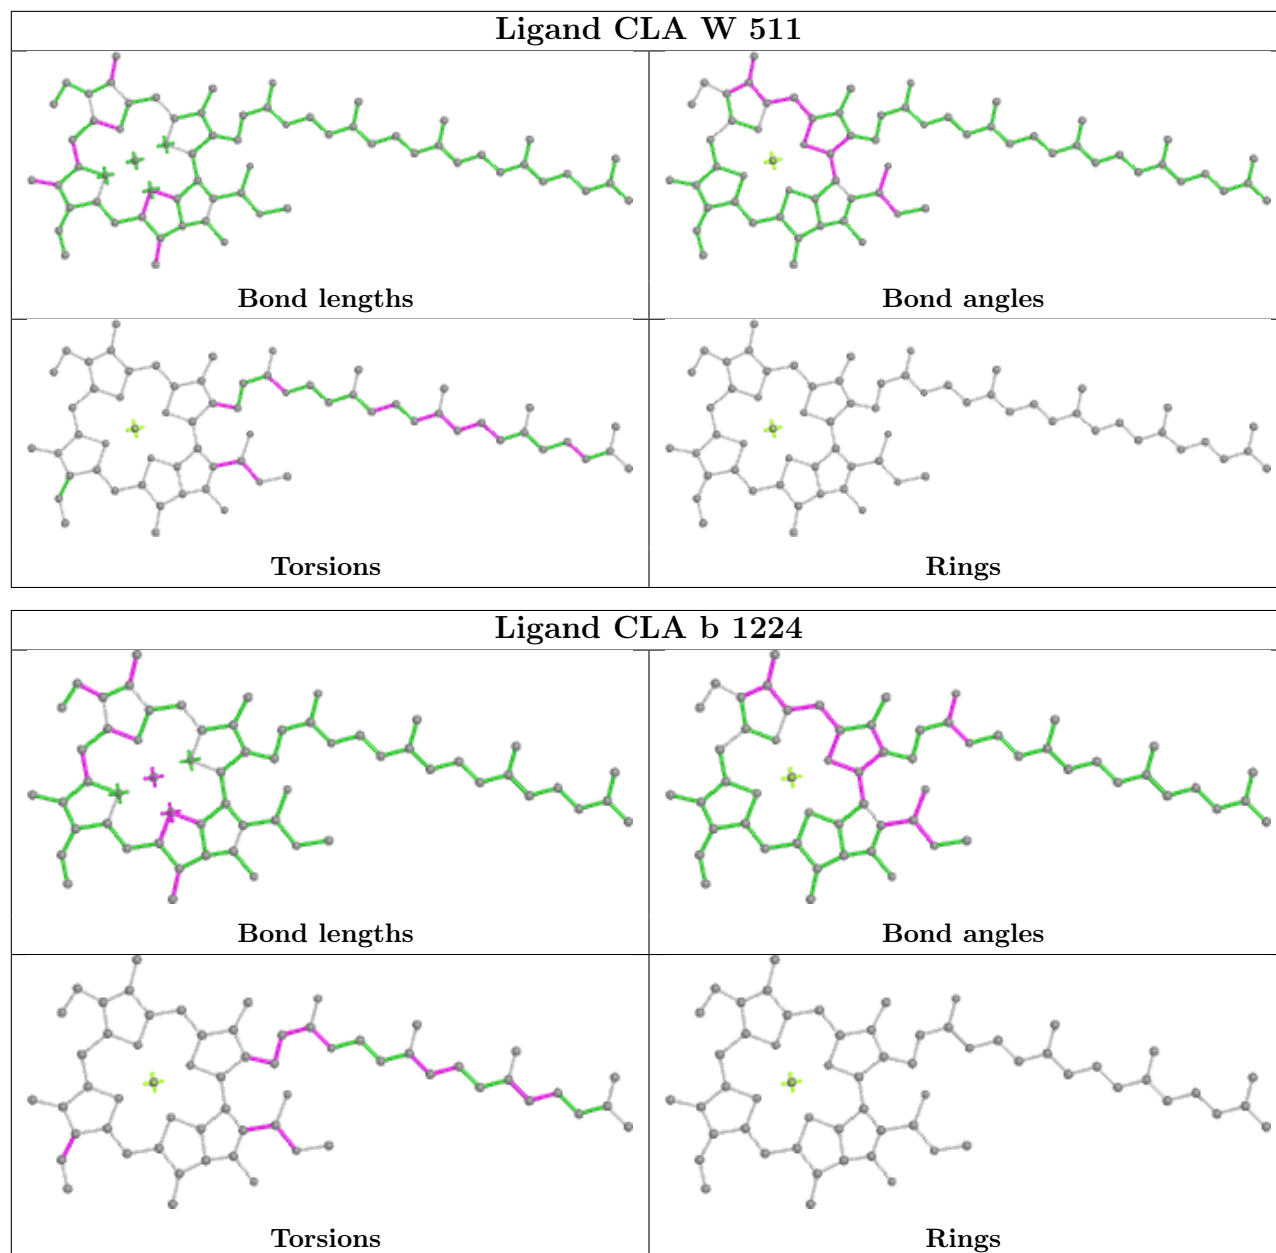 Ligand CLA W 511
Bond lengths
Bond angles
Torsions
Rings
Ligand CLA b 1224
Bond lengths
Bond angles
Torsions
Rings